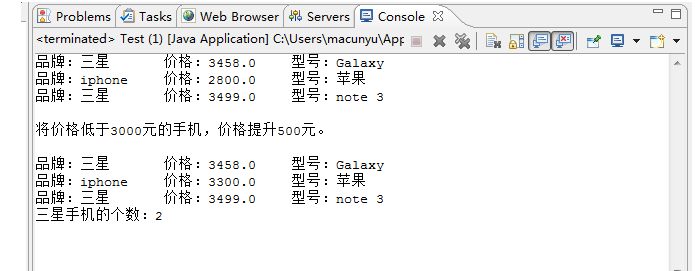 Problems Tasks Web Browser Servers Console
<terminated> Test (1) [Java Application] C:\Users\macunyu\App
品牌：三星 价格：3458.0 型号：Galaxy
品牌：iphone 价格：2800.0 型号：苹果
品牌：三星 价格：3499.0 型号：note 3
将价格低于3000元的手机，价格提升500元。
品牌：三星 价格：3458.0 型号：Galaxy
品牌：iphone 价格：3300.0 型号：苹果
品牌：三星 价格：3499.0 型号：note 3
三星手机的个数：2